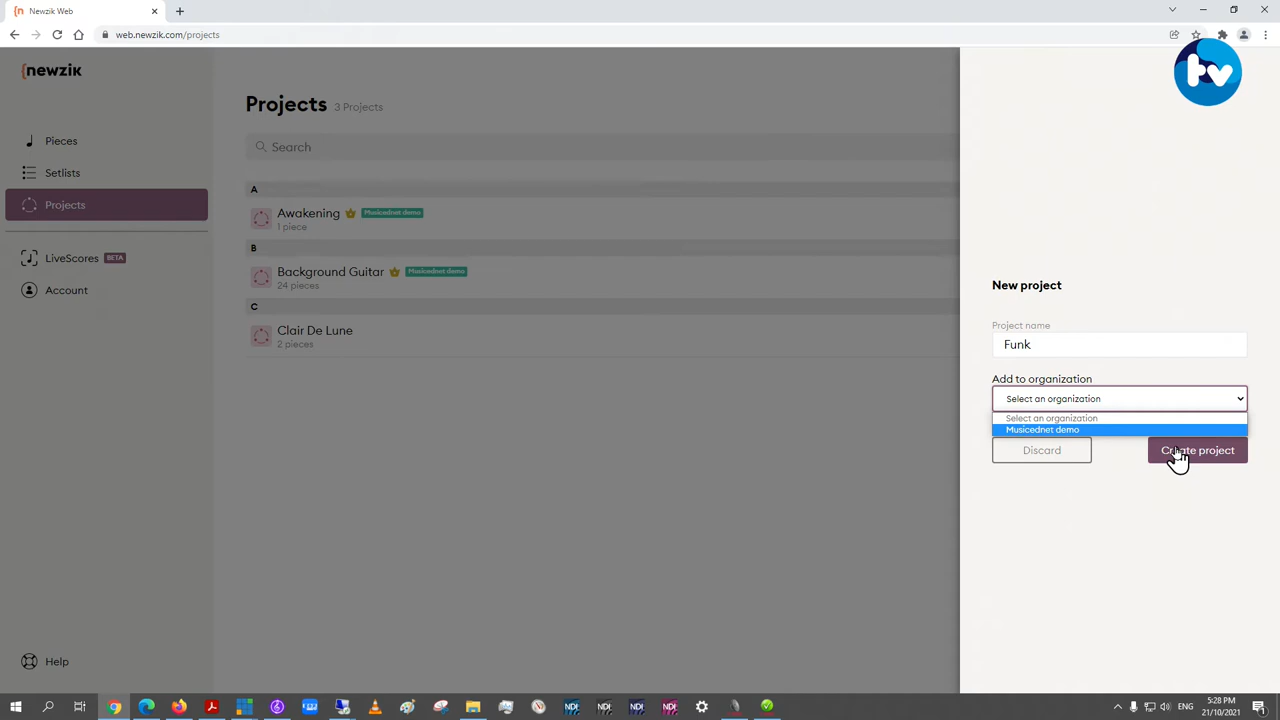 Newzik Web
web.newzik.com/projects
newzik
Pieces
Setlists
Projects
LiveScores BETA
Account
Help
Projects 3 Projects
Search
A
Awakening Musicednet demo
1 piece
B
Background Guitar Musicednet demo
24 pieces
C
Clair De Lune
2 pieces
New project
Project name
Funk
Add to organization
Select an organization
Select an organization
Musicednet demo
Discard
Create project
5:28 PM
ENG
21/10/2021